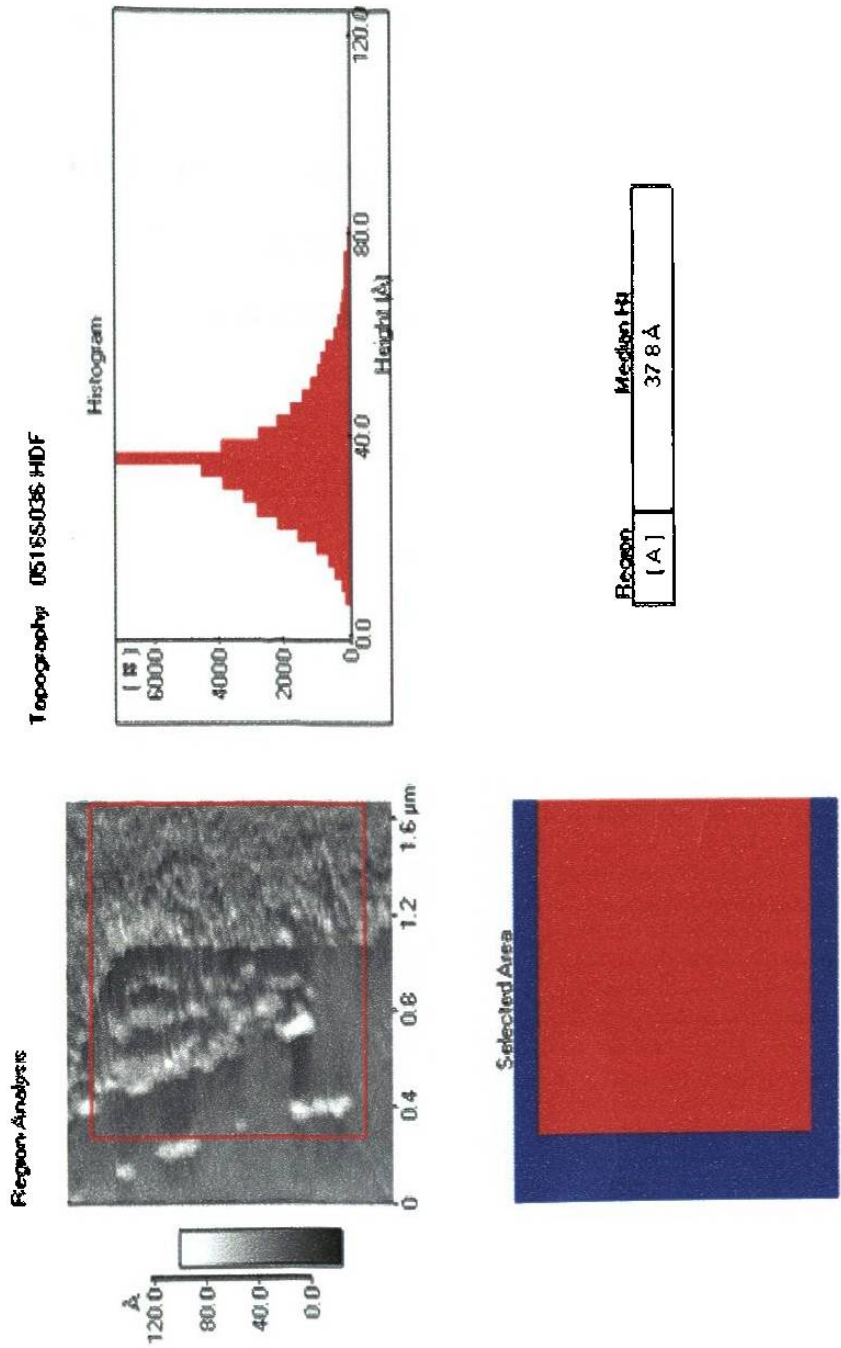 Region Analysis
Topography 05165036 HDF
Å
120.0
80.0
40.0
0.0
0
0.4
0.8
1.2
1.6 µm
Histogram
6000
4000
2000
0
0.0
40.0
80.0
120.0
Height [Å]
Selected Area
Region
Median Ht
[ A ]
37 8 Å